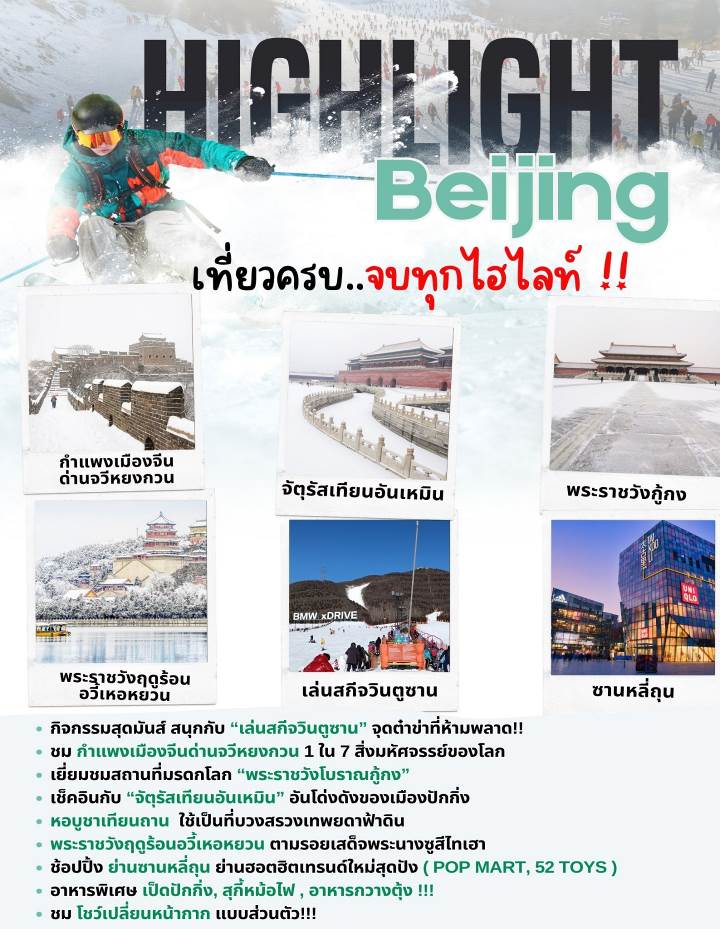 HIGHLIGHT
Beijing
เที่ยวครบ..จบทุกไฮไลท์ !!
กำแพงเมืองจีน
ด่านจวีหยงกวน
จัตุรัสเทียนอันเหมิน
พระราชวังกู้กง
พระราชวังฤดูร้อน
อวี้เหอหยวน
BMW xDRIVE
เล่นสกีจวินตูซาน
太古里
UNI
QLO
ซานหลี่ถุน
• กิจกรรมสุดมันส์ สนุกกับ “เล่นสกีจวินตูซาน” จุดต๋าข่าที่ห้ามพลาด!!
• ชม กำแพงเมืองจีนด่านจวีหยงกวน 1 ใน 7 สิ่งมหัศจรรย์ของโลก
• เยี่ยมชมสถานที่มรดกโลก “พระราชวังโบราณกู้กง”
• เช็คอินกับ “จัตุรัสเทียนอันเหมิน” อันโด่งดังของเมืองปักกิ่ง
• หอบูชาเทียนถาน ใช้เป็นที่บวงสรวงเทพยดาฟ้าดิน
• พระราชวังฤดูร้อนอวี้เหอหยวน ตามรอยเสด็จพระนางซูสีไทเฮา
• ช้อปปิ้ง ย่านซานหลี่ถุน ย่านฮอตฮิตเทรนด์ใหม่สุดปัง ( POP MART, 52 TOYS )
• อาหารพิเศษ เป็ดปักกิ่ง, สุกี้หม้อไฟ , อาหารกวางตุ้ง !!!
• ชม โชว์เปลี่ยนหน้ากาก แบบส่วนตัว!!!